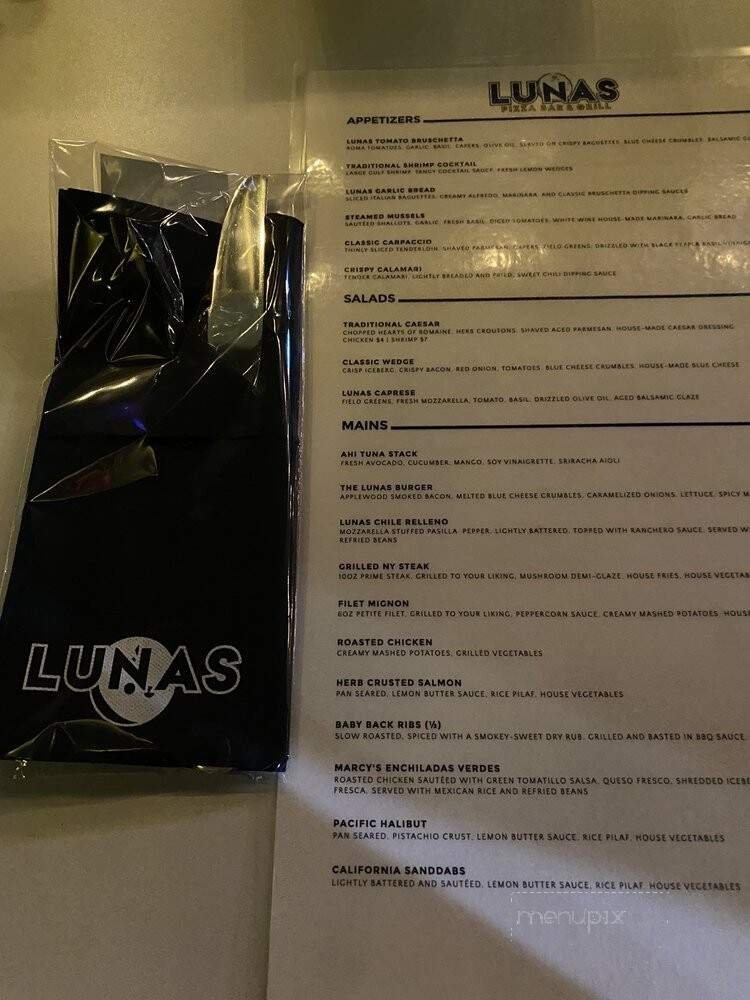 LUNAS
PIZZA BAR & GRILL
APPETIZERS
LUNAS TOMATO BRUSCHETTA
ROMA TOMATOES, GARLIC, BASIL, CAPERS, OLIVE OIL, SERVED ON CRISPY BAGUETTES, BLUE CHEESE CRUMBLES, BALSAMIC
TRADITIONAL SHRIMP COCKTAIL
LARGE GULF SHRIMP, TANGY COCKTAIL SAUCE, FRESH LEMON WEDGES
LUNAS GARLIC BREAD
SLICED ITALIAN BAGUETTES, CREAMY ALFREDO, MARINARA, AND CLASSIC BRUSCHETTA DIPPING SAUCES
STEAMED MUSSELS
SAUTÉED SHALLOTS, GARLIC, FRESH BASIL, DICED TOMATOES, WHITE WINE HOUSE-MADE MARINARA, GARLIC BREAD
CLASSIC CARPACCIO
THINLY SLICED TENDERLOIN, SHAVED PARMESAN, CAPERS, FIELD GREENS, DRIZZLED WITH BLACK
CRISPY CALAMARI
TENDER CALAMARI, LIGHTLY BREADED AND FRIED, SWEET CHILI DIPPING SAUCE
SALADS
TRADITIONAL CAESAR
CHOPPED HEARTS OF ROMAINE, HERB CROUTONS, SHAVED AGED PARMESAN, HOUSE-MADE CAESAR DRESSING
CHICKEN $4 | SHRIMP $7
CLASSIC WEDGE
CRISP ICEBERG, CRISPY BACON, RED ONION, TOMATOES, BLUE CHEESE CRUMBLES, HOUSE-MADE BLUE CHEESE
LUNAS CAPRESE
FIELD GREENS, FRESH MOZZARELLA, TOMATO, BASIL, DRIZZLED OLIVE OIL, AGED BALSAMIC GLAZE
MAINS
AHI TUNA STACK
FRESH AVOCADO, CUCUMBER, MANGO, SOY VINAIGRETTE, SRIRACHA AIOLI
THE LUNAS BURGER
APPLEWOOD SMOKED BACON, MELTED BLUE CHEESE CRUMBLES, CARAMELIZED ONIONS, LETTUCE, SPICY M
LUNAS CHILE RELLENO
MOZZARELLA STUFFED PASILLA PEPPER, LIGHTLY BATTERED, TOPPED WITH RANCHERO SAUCE, SERVED W
REFRIED BEANS
GRILLED NY STEAK
10OZ PRIME STEAK, GRILLED TO YOUR LIKING, MUSHROOM DEMI-GLAZE, HOUSE FRIES, HOUSE VEGETAB
FILET MIGNON
6OZ PETITE FILET, GRILLED TO YOUR LIKING, PEPPERCORN SAUCE, CREAMY MASHED POTATOES, HOUS
ROASTED CHICKEN
CREAMY MASHED POTATOES, GRILLED VEGETABLES
HERB CRUSTED SALMON
PAN SEARED, LEMON BUTTER SAUCE, RICE PILAF, HOUSE VEGETABLES
BABY BACK RIBS (½)
SLOW ROASTED, SPICED WITH A SMOKEY-SWEET DRY RUB, GRILLED AND BASTED IN BBQ SAUCE,
MARCY'S ENCHILADAS VERDES
ROASTED CHICKEN SAUTÉED WITH GREEN TOMATILLO SALSA, QUESO FRESCO, SHREDDED ICEBE
FRESCA, SERVED WITH MEXICAN RICE AND REFRIED BEANS
PACIFIC HALIBUT
PAN SEARED, PISTACHIO CRUST, LEMON BUTTER SAUCE, RICE PILAF, HOUSE VEGETABLES
CALIFORNIA SANDDABS
LIGHTLY BATTERED AND SAUTÉED, LEMON BUTTER SAUCE, RICE PILAF, HOUSE VEGETABLES
LUNAS
menupix